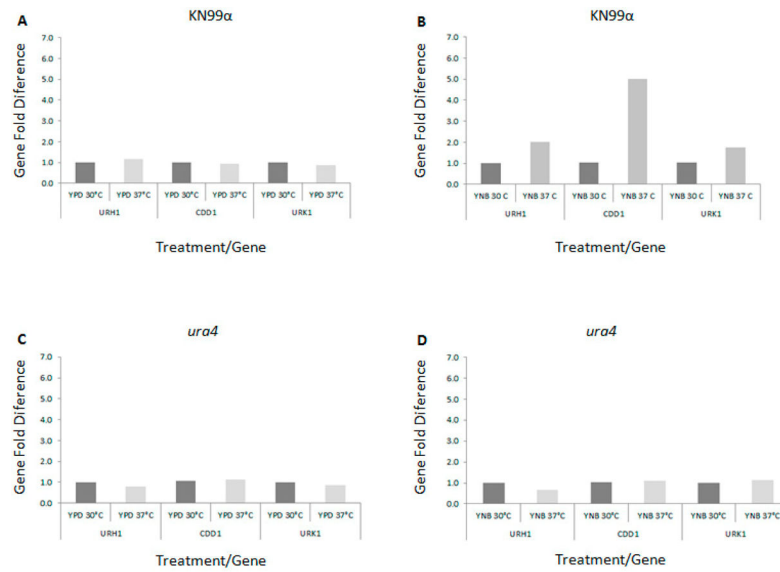 A
KN99α
Gene Fold Diference
7.0
6.0
5.0
4.0
3.0
2.0
1.0
0.0
YPD 30°C YPD 37°C YPD 30°C YPD 37°C YPD 30°C YPD 37°C
URH1 CDD1 URK1
Treatment/Gene
B
KN99α
Gene Fold Diference
7.0
6.0
5.0
4.0
3.0
2.0
1.0
0.0
YNB 30 C YNB 37 C YNB 30 C YNB 37 C YNB 30 C YNB 37 C
URH1 CDD1 URK1
Treatment/Gene
C
ura4
Gene Fold Diference
7.0
6.0
5.0
4.0
3.0
2.0
1.0
0.0
YPD 30°C YPD 37°C YPD 30°C YPD 37°C YPD 30°C YPD 37°C
URH1 CDD1 URK1
Treatment/Gene
D
ura4
Gene Fold Diference
7.0
6.0
5.0
4.0
3.0
2.0
1.0
0.0
YNB 30°C YNB 37°C YNB 30°C YNB 37°C YNB 30°C YNB 37°C
URH1 CDD1 URK1
Treatment/Gene